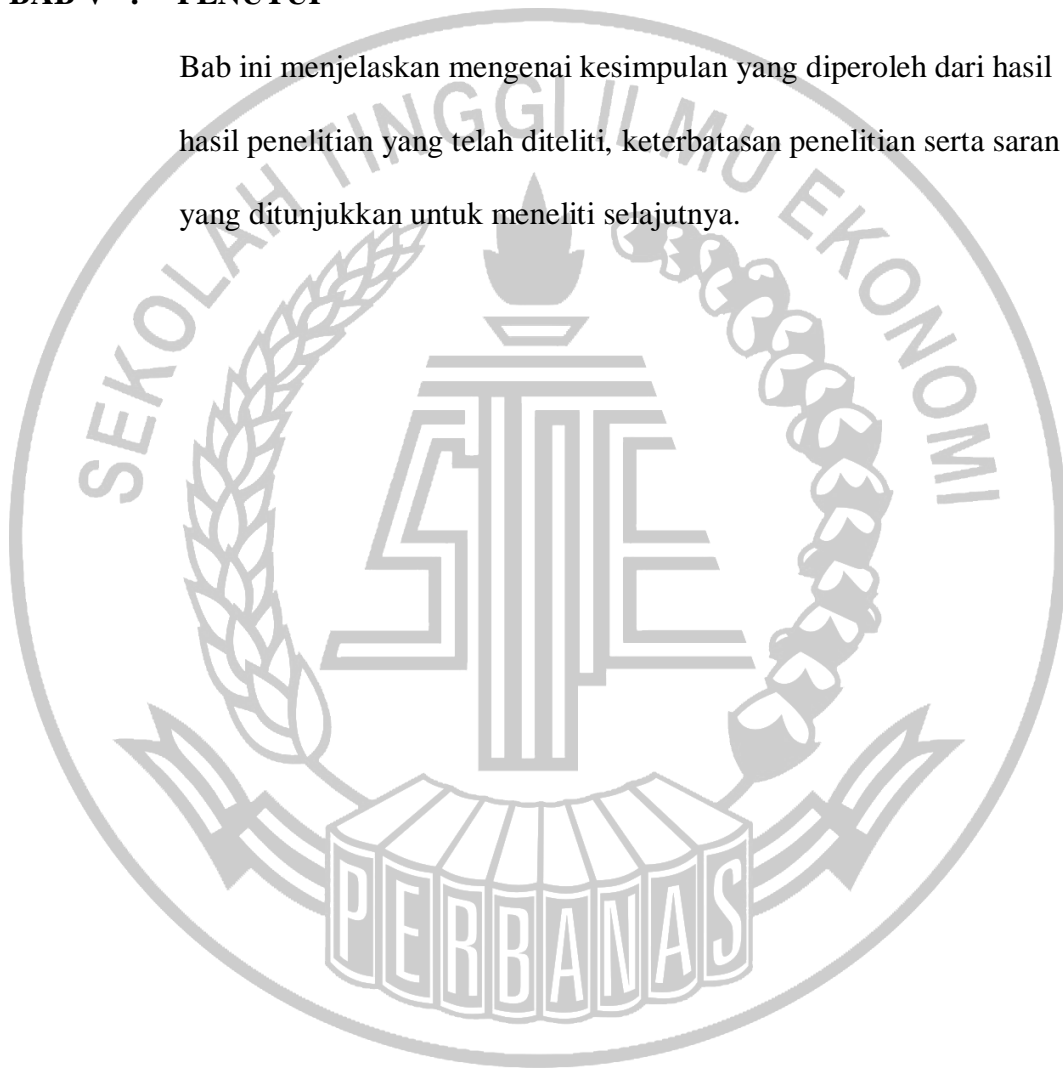 BAB V : PENUTUP
Bab ini menjelaskan mengenai kesimpulan yang diperoleh dari hasil
hasil penelitian yang telah diteliti, keterbatasan penelitian serta saran
yang ditunjukkan untuk meneliti selajutnya.
SEKOLAH TINGGI ILMU EKONOMI
STIE
PERBANAS